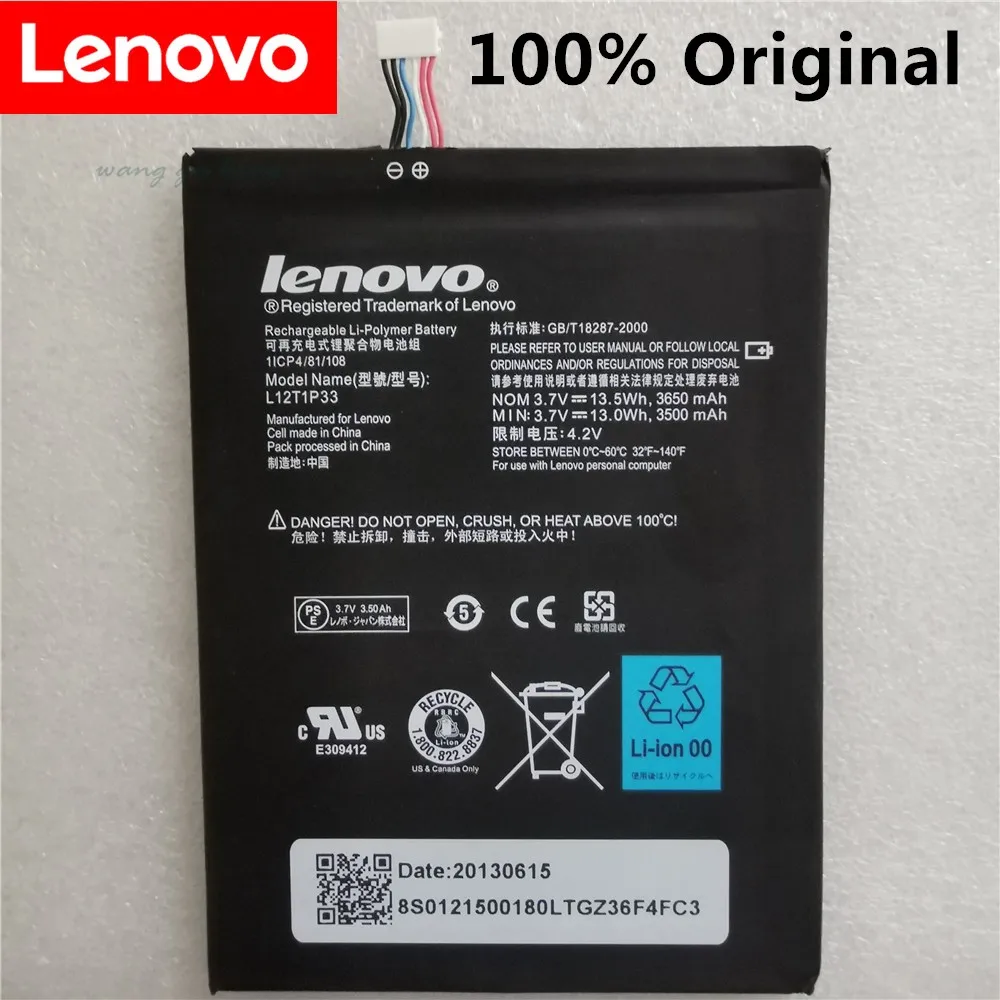 Lenovo
100% Original
wang
⊖ ⊕
lenovo®
®Registered Trademark of Lenovo
Rechargeable Li-Polymer Battery
可再充电式锂聚合物电池组
1ICP4/81/108
Model Name(型號/型号):
L12T1P33
Manufactured for Lenovo
Cell made in China
Pack processed in China
制造地: 中国
执行标准: GB/T18287-2000
PLEASE REFER TO USER MANUAL OR FOLLOW LOCAL
ORDINANCES AND/OR REGULATIONS FOR DISPOSAL
请参考使用说明或者遵循相关法律规定处理废弃电池
NOM: 3.7V⎓13.5Wh, 3650 mAh
MIN: 3.7V⎓13.0Wh, 3500 mAh
限制电压: 4.2V
STORE BETWEEN 0°C~60°C 32°F~140°F
For use with Lenovo personal computer
⚠ DANGER! DO NOT OPEN, CRUSH, OR HEAT ABOVE 100°C!
危险! 禁止拆卸, 撞击, 外部短路或投入火中!
PS
E
3.7V 3.50Ah
レノボ・ジャパン株式会社
5
CE
廢電池請回收
c RU US
E309412
RECYCLE
RBRC
Li-ion
1.800.822.8837
US & Canada Only
Li-ion 00
使用後はリサイクルへ
Date:20130615
8S0121500180LTGZ36F4FC3